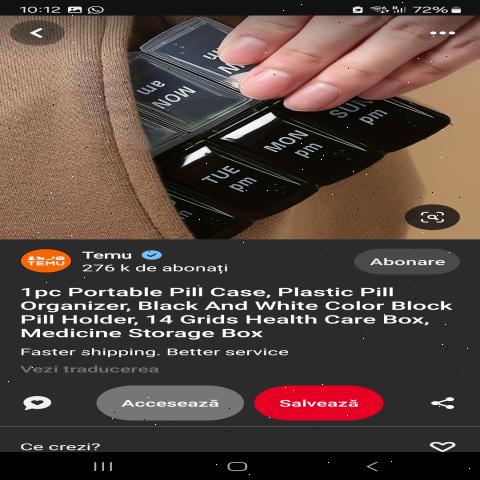 10:12
72%
am
MON
am
SUN
pm
MON
pm
TUE
pm
TEMU
Temu
276 k de abonați
Abonare
1pc Portable Pill Case, Plastic Pill
Organizer, Black And White Color Block
Pill Holder, 14 Grids Health Care Box,
Medicine Storage Box
Faster shipping. Better service
Vezi traducerea
Accesează
Salvează
Ce crezi?